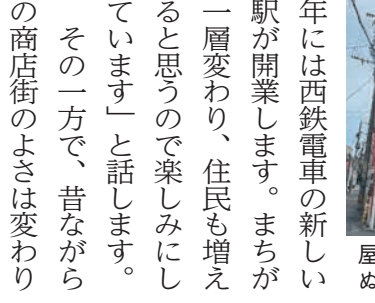 年には西鉄電車の新しい
駅が開業します。まちが
一層変わり、住民も増え
ると思うので楽しみにし
ています」と話します。
　その一方で、昔ながら
の商店街のよさは変わり
屋
ぬ